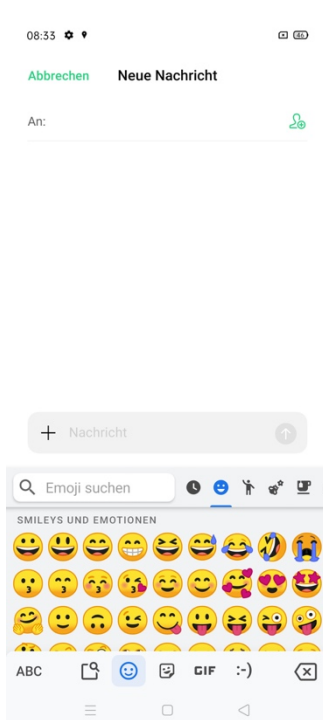 08:33
46
Abbrechen Neue Nachricht
An:
Nachricht
Emoji suchen
SMILEYS UND EMOTIONEN
ABC GIF :-)